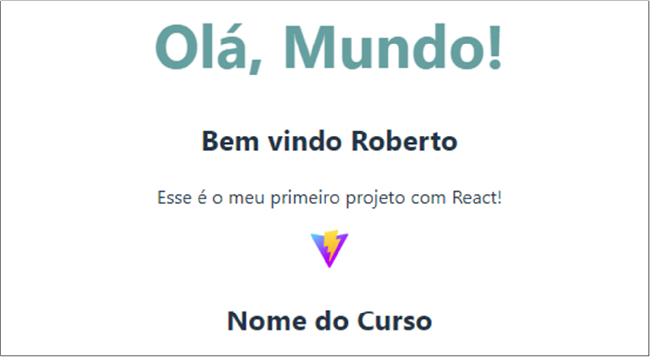 Olá, Mundo!
Bem vindo Roberto
Esse é o meu primeiro projeto com React!
Nome do Curso